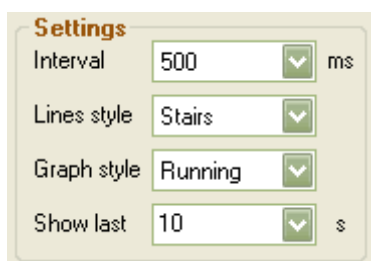 Settings
Interval 500 ms
Lines style Stairs
Graph style Running
Show last 10 s